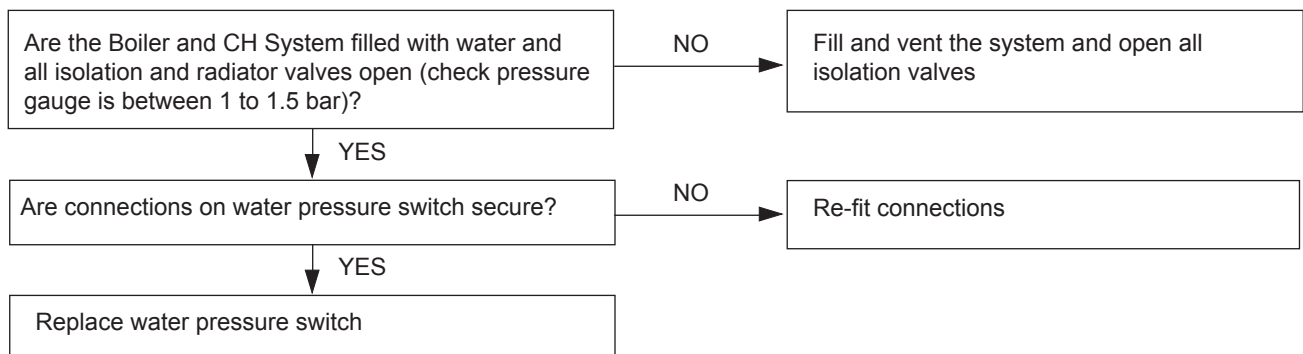 Are the Boiler and CH System filled with water and
all isolation and radiator valves open (check pressure
gauge is between 1 to 1.5 bar)?
NO
Fill and vent the system and open all
isolation valves
YES
Are connections on water pressure switch secure?
NO
Re-fit connections
YES
Replace water pressure switch